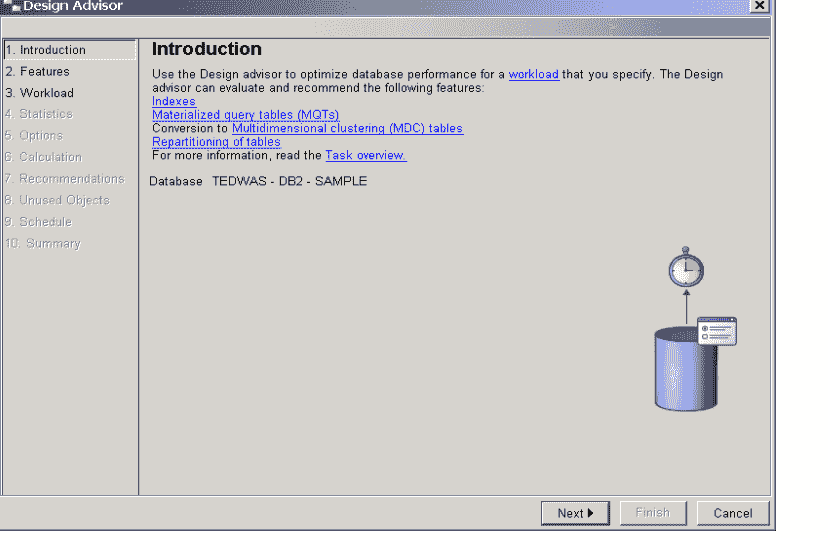 Design Advisor
1. Introduction
2. Features
3. Workload
4. Statistics
5. Options
6. Calculation
7. Recommendations
8. Unused Objects
9. Schedule
10. Summary
Introduction
Use the Design advisor to optimize database performance for a workload that you specify. The Design
advisor can evaluate and recommend the following features:
Indexes
Materialized query tables (MQTs)
Conversion to Multidimensional clustering (MDC) tables
Repartitioning of tables
For more information, read the Task overview.
Database TEDWAS - DB2 - SAMPLE
Next
Finish
Cancel